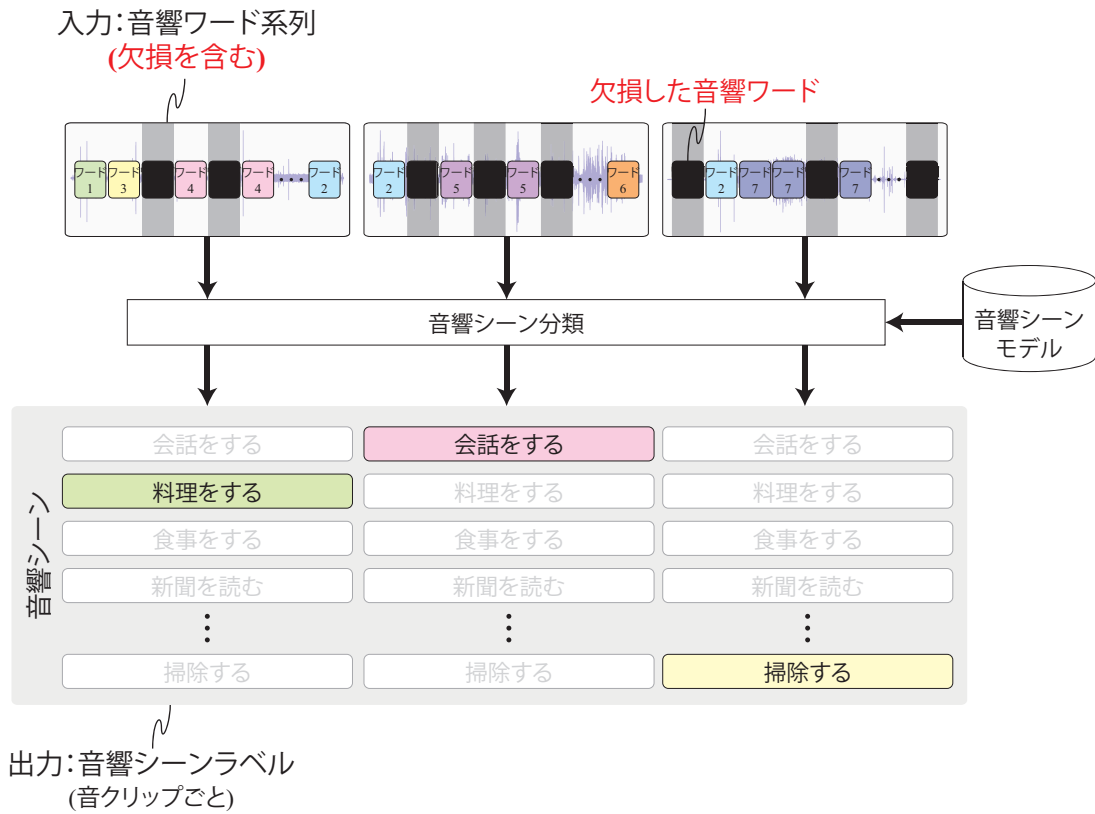 入力：音響ワード系列
(欠損を含む)
欠損した音響ワード
ワード 1
ワード 3
ワード 4
ワード 4
･･･
ワード 2
ワード 2
ワード 5
ワード 5
･･･
ワード 6
ワード 2
ワード 7
ワード 7
ワード 7
･･･
音響シーン分類
音響シーン
モデル
音響シーン
会話をする
会話をする
会話をする
料理をする
料理をする
料理をする
食事をする
食事をする
食事をする
新聞を読む
新聞を読む
新聞を読む
掃除する
掃除する
掃除する
出力：音響シーンラベル
(音クリップごと)